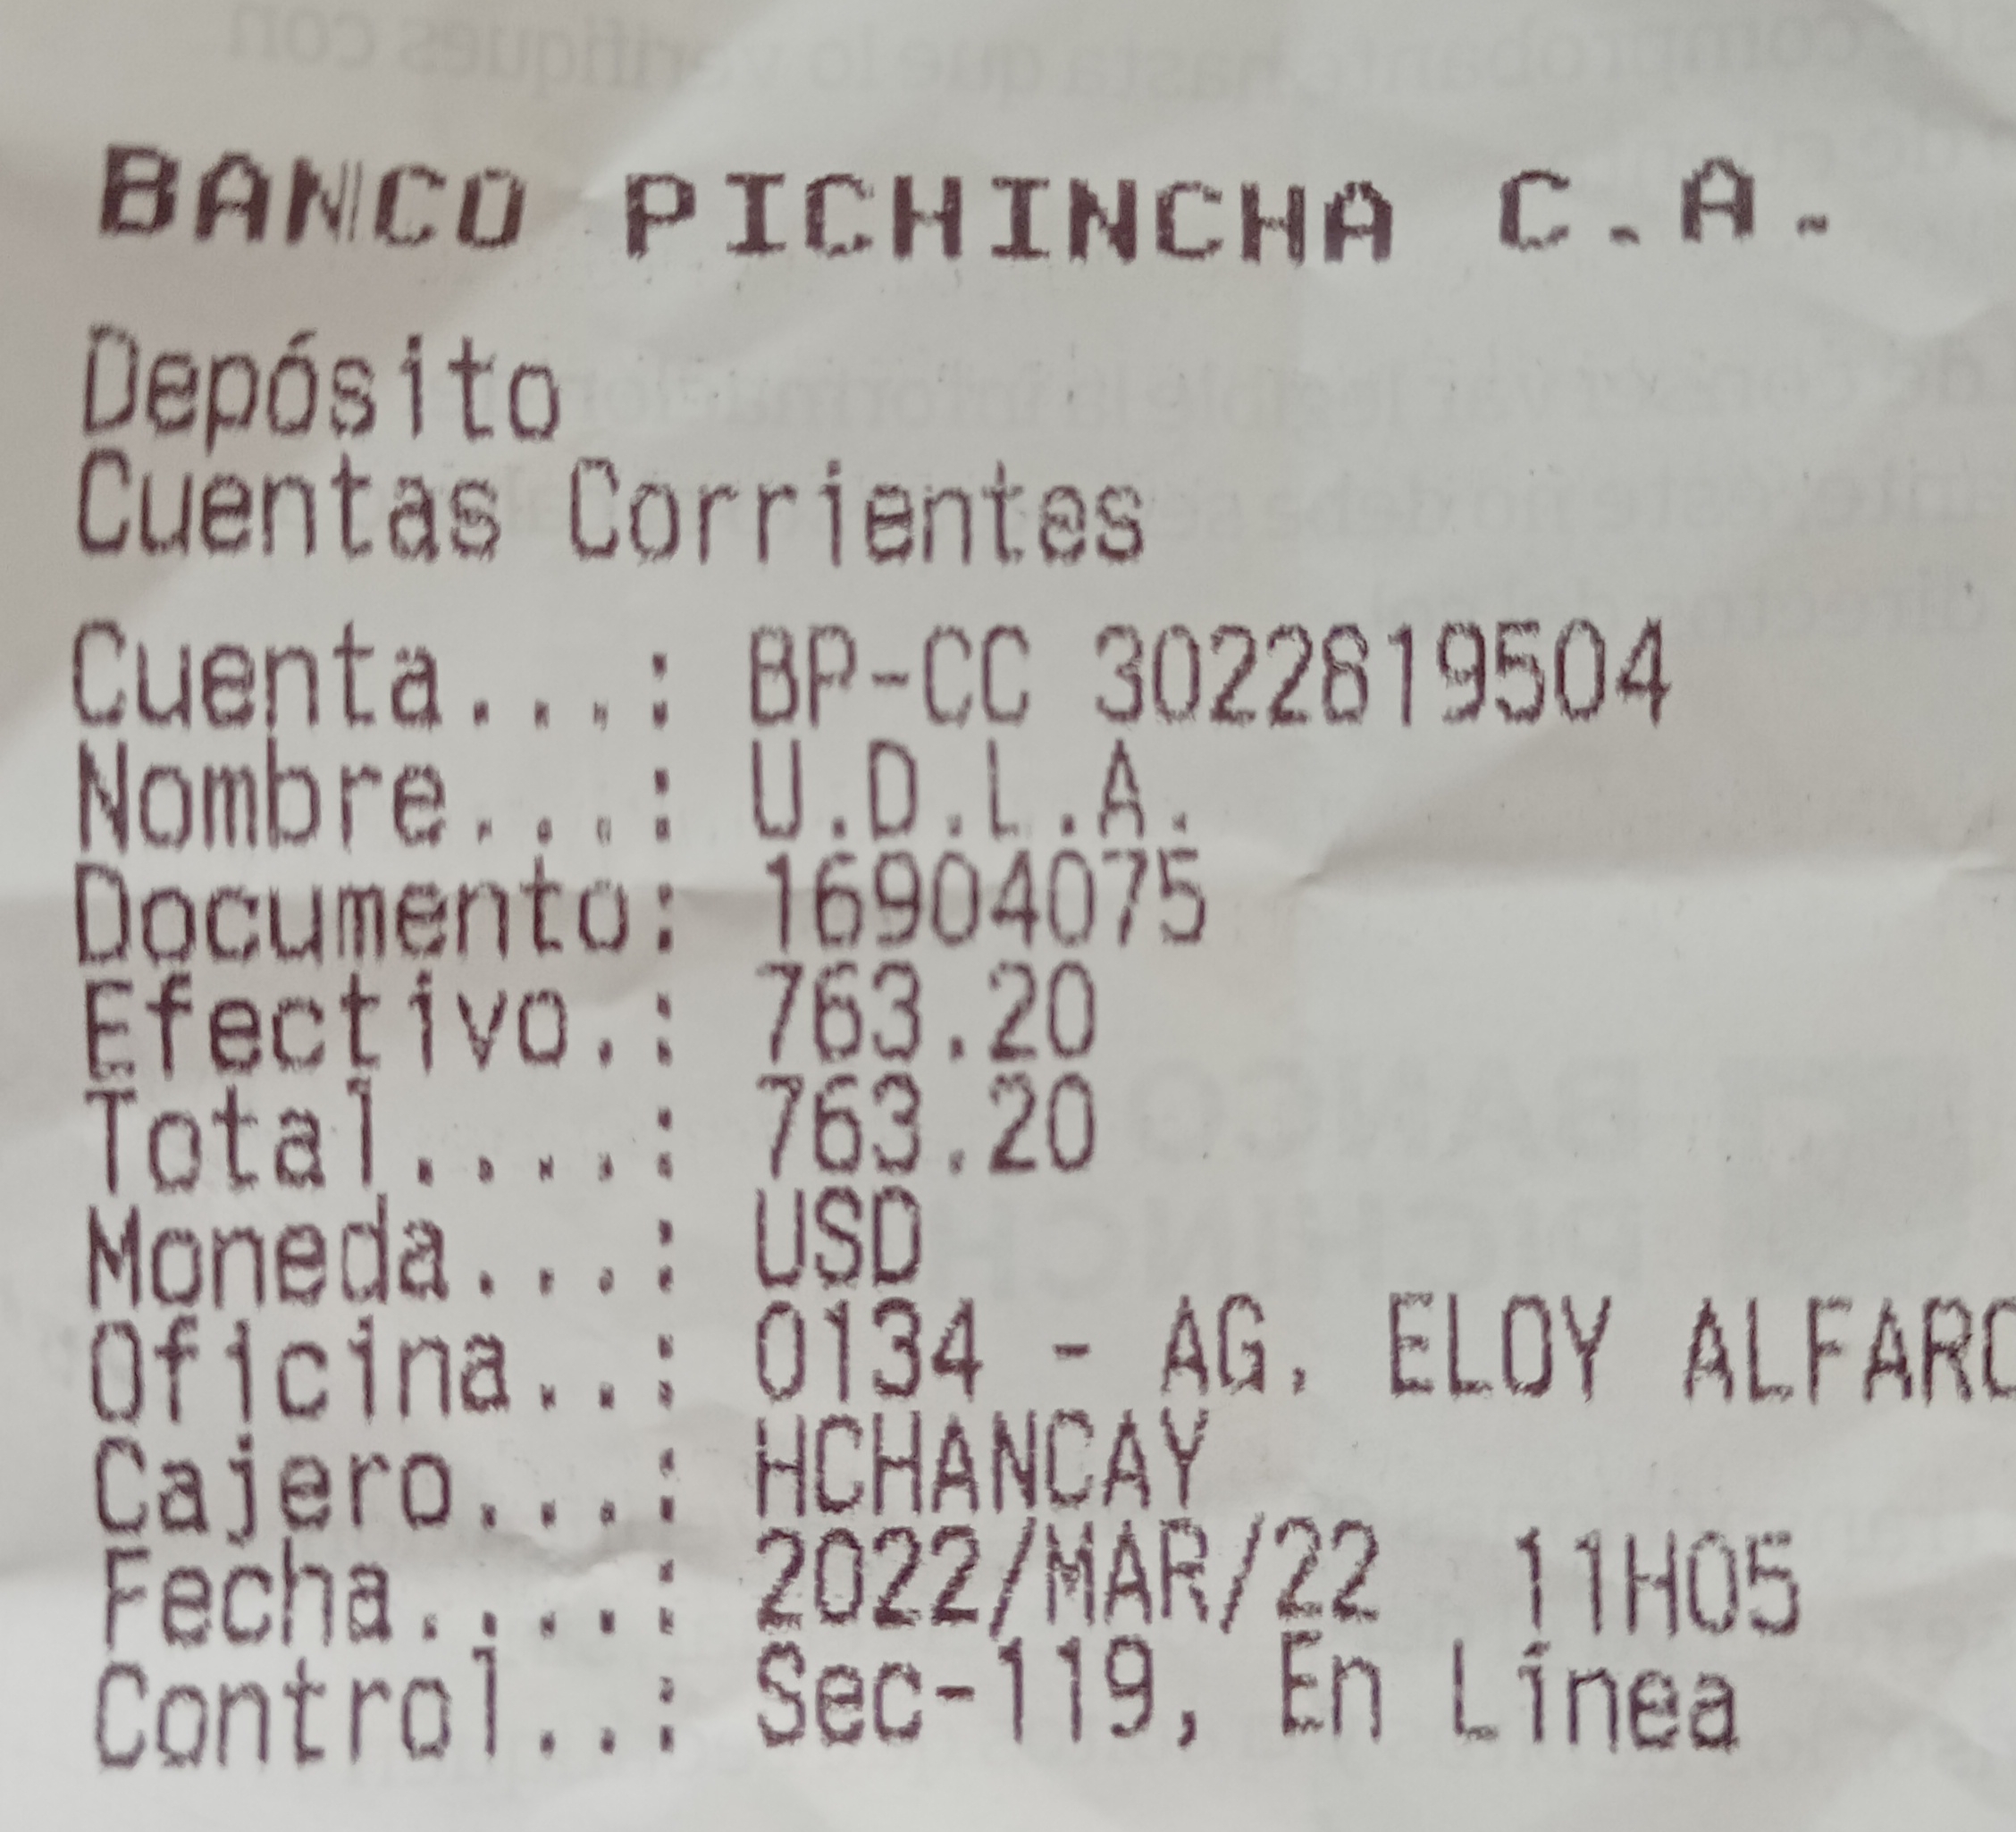 BANCO PICHINCHA C.A.
Depósito
Cuentas Corrientes
Cuenta...: BP-CC 3022819504
Nombre...: U.D.L.A.
Documento: 16904075
Efectivo.: 763.20
Total....: 763.20
Moneda...: USD
Oficina..: 0134 - AG. ELOY ALFARO
Cajero...: HCHANCAY
Fecha....: 2022/MAR/22 11H05
Control..: Sec-119, En Línea